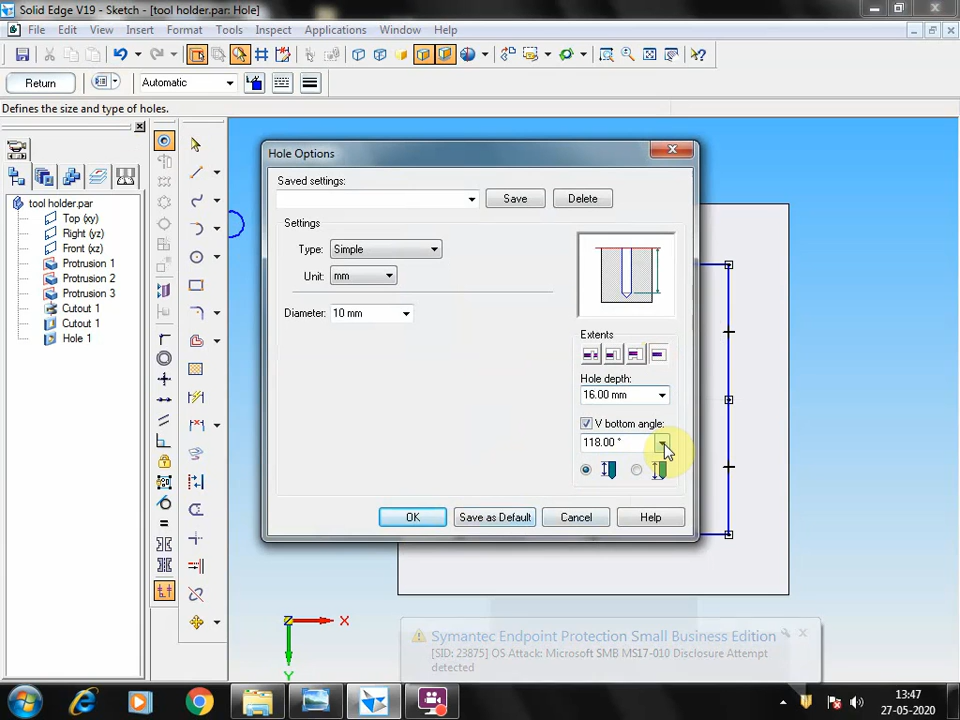 Solid Edge V19 - Sketch - [tool holder.par: Hole]
File Edit View Insert Format Tools Inspect Applications Window Help
Return
Automatic
Defines the size and type of holes.
tool holder.par
Top (xy)
Right (yz)
Front (xz)
Protrusion 1
Protrusion 2
Protrusion 3
Cutout 1
Cutout 1
Hole 1
Hole Options
Saved settings:
Save
Delete
Settings
Type: Simple
Unit: mm
Diameter: 10 mm
Extents
Hole depth:
16.00 mm
V bottom angle:
118.00 °
OK
Save as Default
Cancel
Help
X
Y
Symantec Endpoint Protection Small Business Edition
[SID: 23875] OS Attack: Microsoft SMB MS17-010 Disclosure Attempt
detected
13:47
27-05-2020